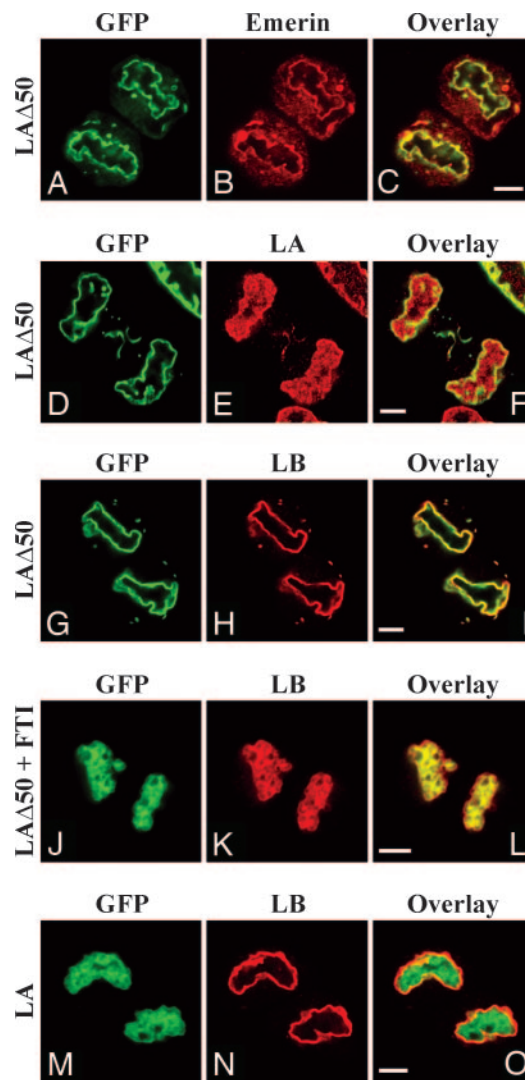 GFP Emerin Overlay
LAΔ50
A B C
GFP LA Overlay
LAΔ50
D E F
GFP LB Overlay
LAΔ50
G H I
GFP LB Overlay
LAΔ50 + FTI
J K L
GFP LB Overlay
LA
M N O